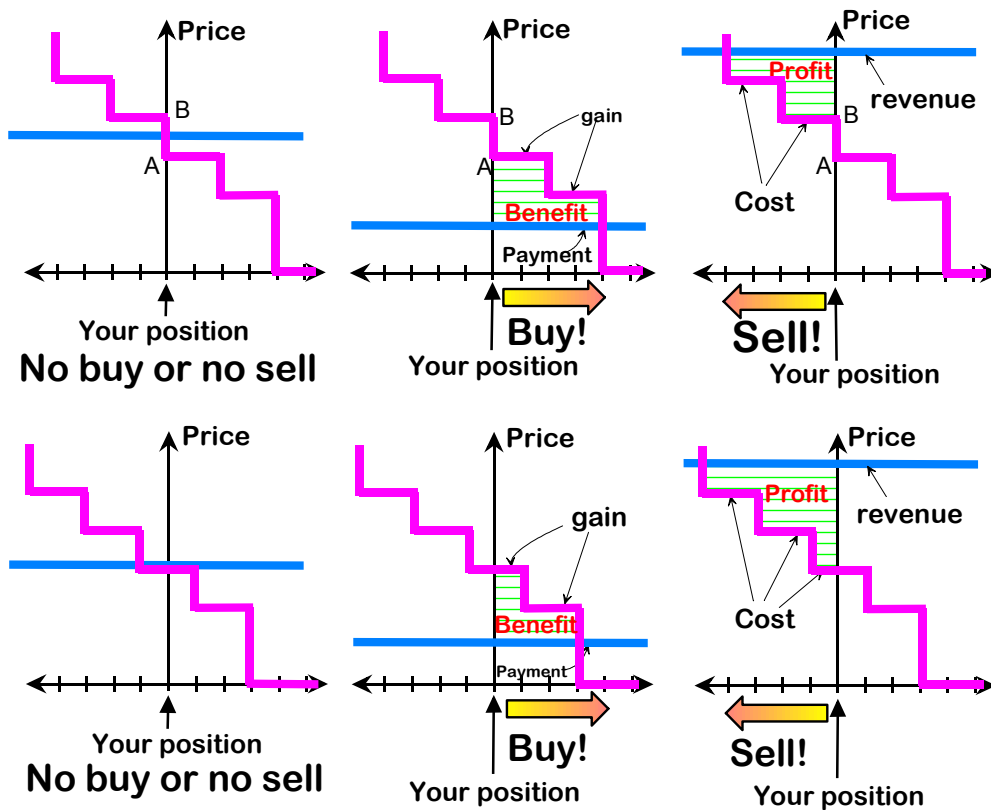 Price
B
A
Your position
No buy or no sell
Price
B
gain
A
Benefit
Payment
Buy!
Your position
Price
Profit
revenue
B
A
Cost
Sell!
Your position
Price
Your position
No buy or no sell
Price
gain
Benefit
Payment
Buy!
Your position
Price
Profit
revenue
Cost
Sell!
Your position